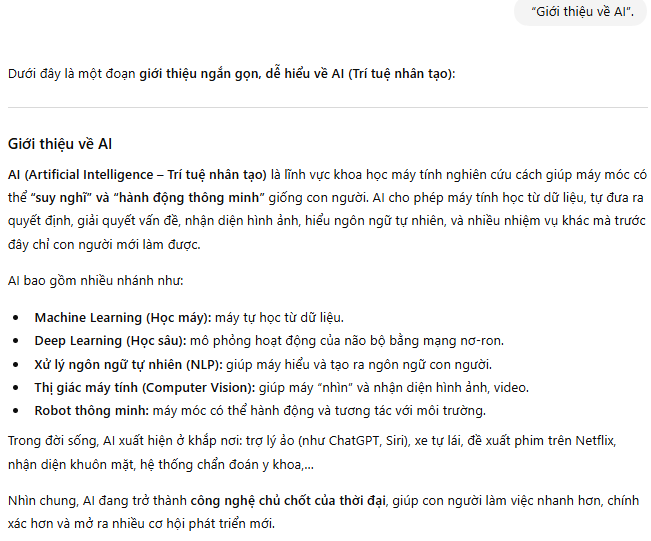 “Giới thiệu về AI”.
Dưới đây là một đoạn giới thiệu ngắn gọn, dễ hiểu về AI (Trí tuệ nhân tạo):
Giới thiệu về AI
AI (Artificial Intelligence – Trí tuệ nhân tạo) là lĩnh vực khoa học máy tính nghiên cứu cách giúp máy móc có
thể “suy nghĩ” và “hành động thông minh” giống con người. AI cho phép máy tính học từ dữ liệu, tự đưa ra
quyết định, giải quyết vấn đề, nhận diện hình ảnh, hiểu ngôn ngữ tự nhiên, và nhiều nhiệm vụ khác mà trước
đây chỉ con người mới làm được.
AI bao gồm nhiều nhánh như:
• Machine Learning (Học máy): máy tự học từ dữ liệu.
• Deep Learning (Học sâu): mô phỏng hoạt động của não bộ bằng mạng nơ-ron.
• Xử lý ngôn ngữ tự nhiên (NLP): giúp máy hiểu và tạo ra ngôn ngữ con người.
• Thị giác máy tính (Computer Vision): giúp máy “nhìn” và nhận diện hình ảnh, video.
• Robot thông minh: máy móc có thể hành động và tương tác với môi trường.
Trong đời sống, AI xuất hiện ở khắp nơi: trợ lý ảo (như ChatGPT, Siri), xe tự lái, đề xuất phim trên Netflix,
nhận diện khuôn mặt, hệ thống chẩn đoán y khoa,...
Nhìn chung, AI đang trở thành công nghệ chủ chốt của thời đại, giúp con người làm việc nhanh hơn, chính
xác hơn và mở ra nhiều cơ hội phát triển mới.